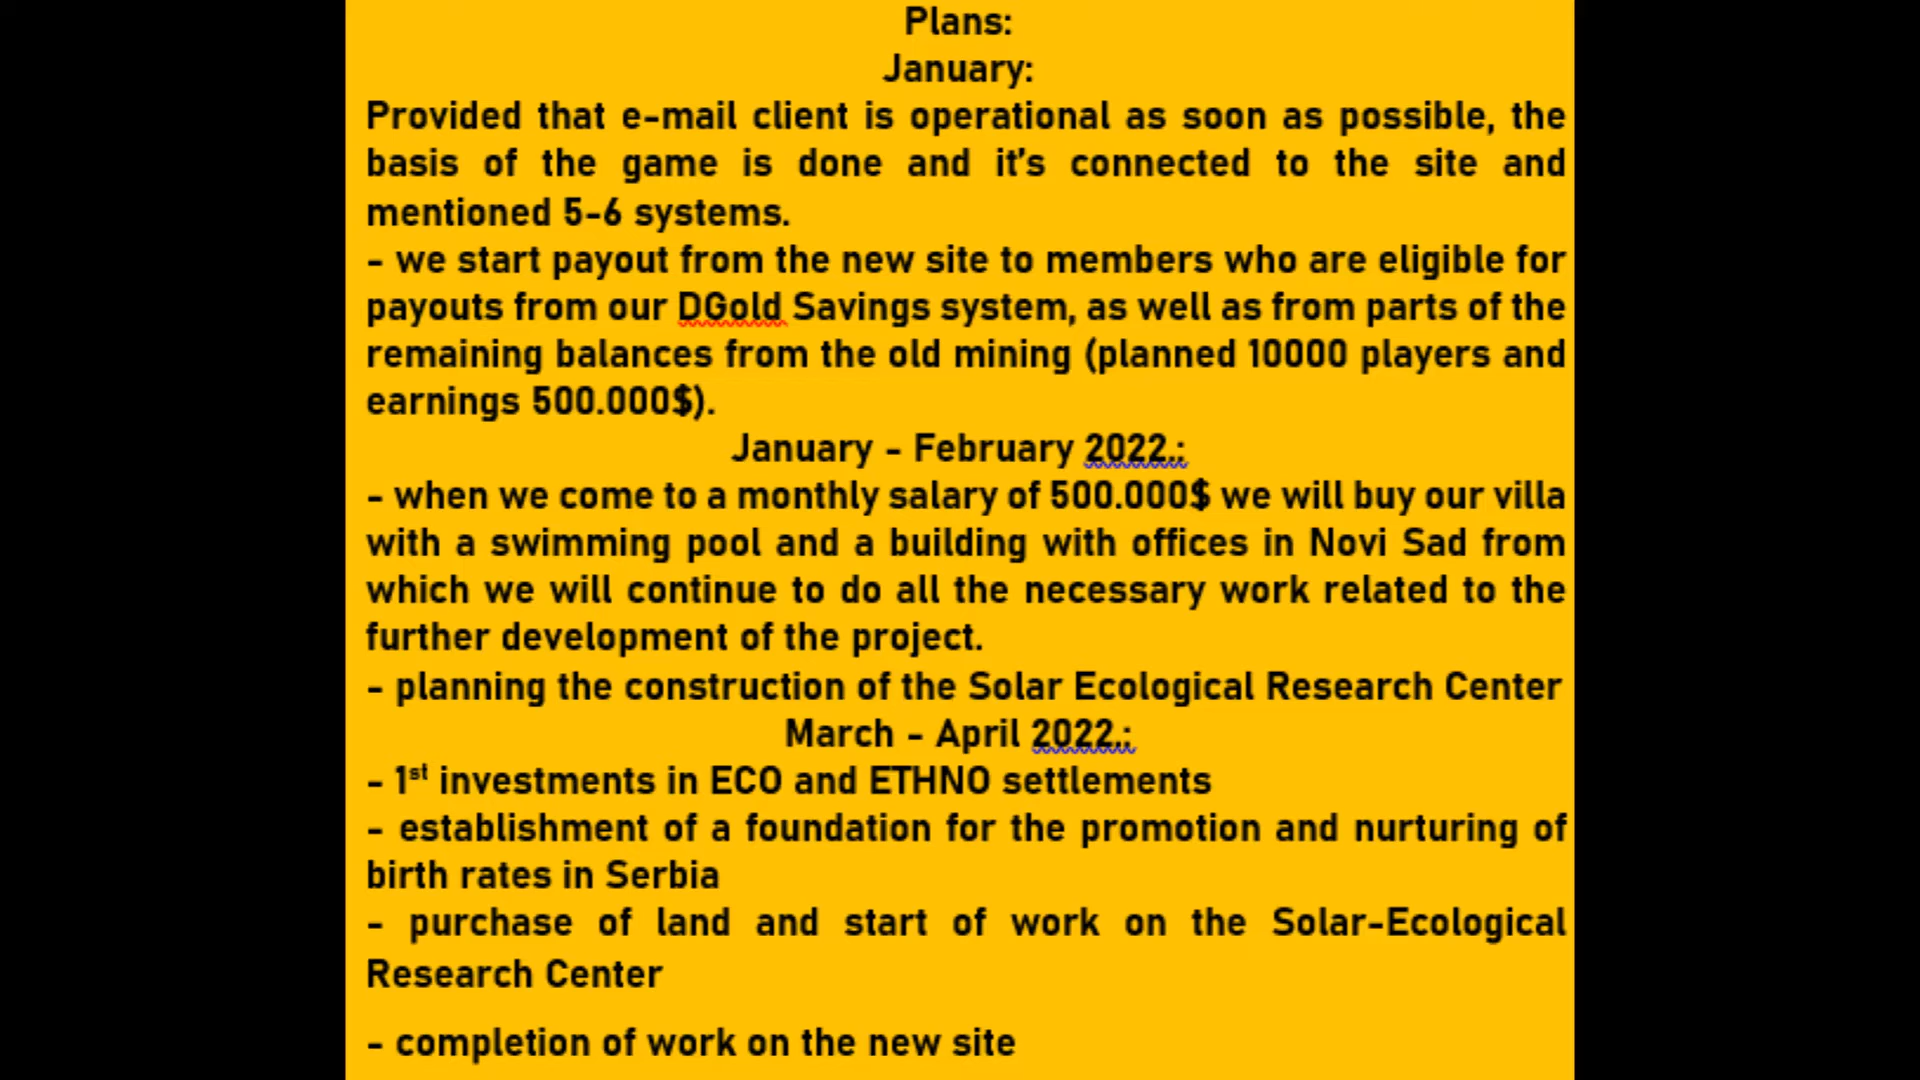 Plans:
January:
Provided that e-mail client is operational as soon as possible, the
basis of the game is done and it's connected to the site and
mentioned 5-6 systems.
- we start payout from the new site to members who are eligible for
payouts from our DGold Savings system, as well as from parts of the
remaining balances from the old mining (planned 10000 players and
earnings 500.000$).
January - February 2022.:
- when we come to a monthly salary of 500.000$ we will buy our villa
with a swimming pool and a building with offices in Novi Sad from
which we will continue to do all the necessary work related to the
further development of the project.
- planning the construction of the Solar Ecological Research Center
March - April 2022.:
- 1st investments in ECO and ETHNO settlements
- establishment of a foundation for the promotion and nurturing of
birth rates in Serbia
- purchase of land and start of work on the Solar-Ecological
Research Center
- completion of work on the new site